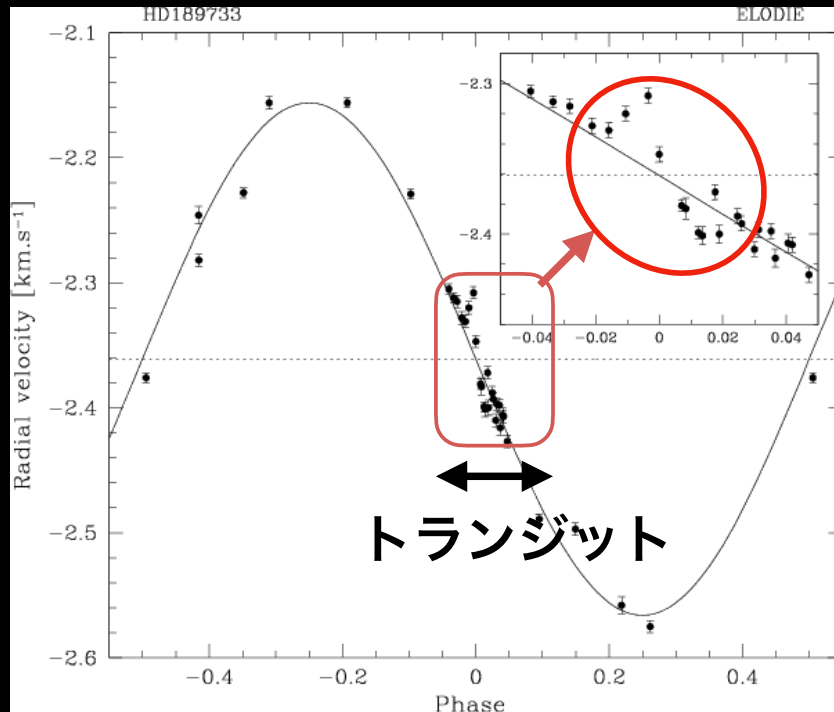 HD189733 ELODIE
−2.1
−2.2
−2.3
−2.4
−2.5
−2.6
Radial velocity [km.s⁻¹]
−2.3
−2.4
−0.04 −0.02 0 0.02 0.04
トランジット
−0.4 −0.2 0 0.2 0.4
Phase